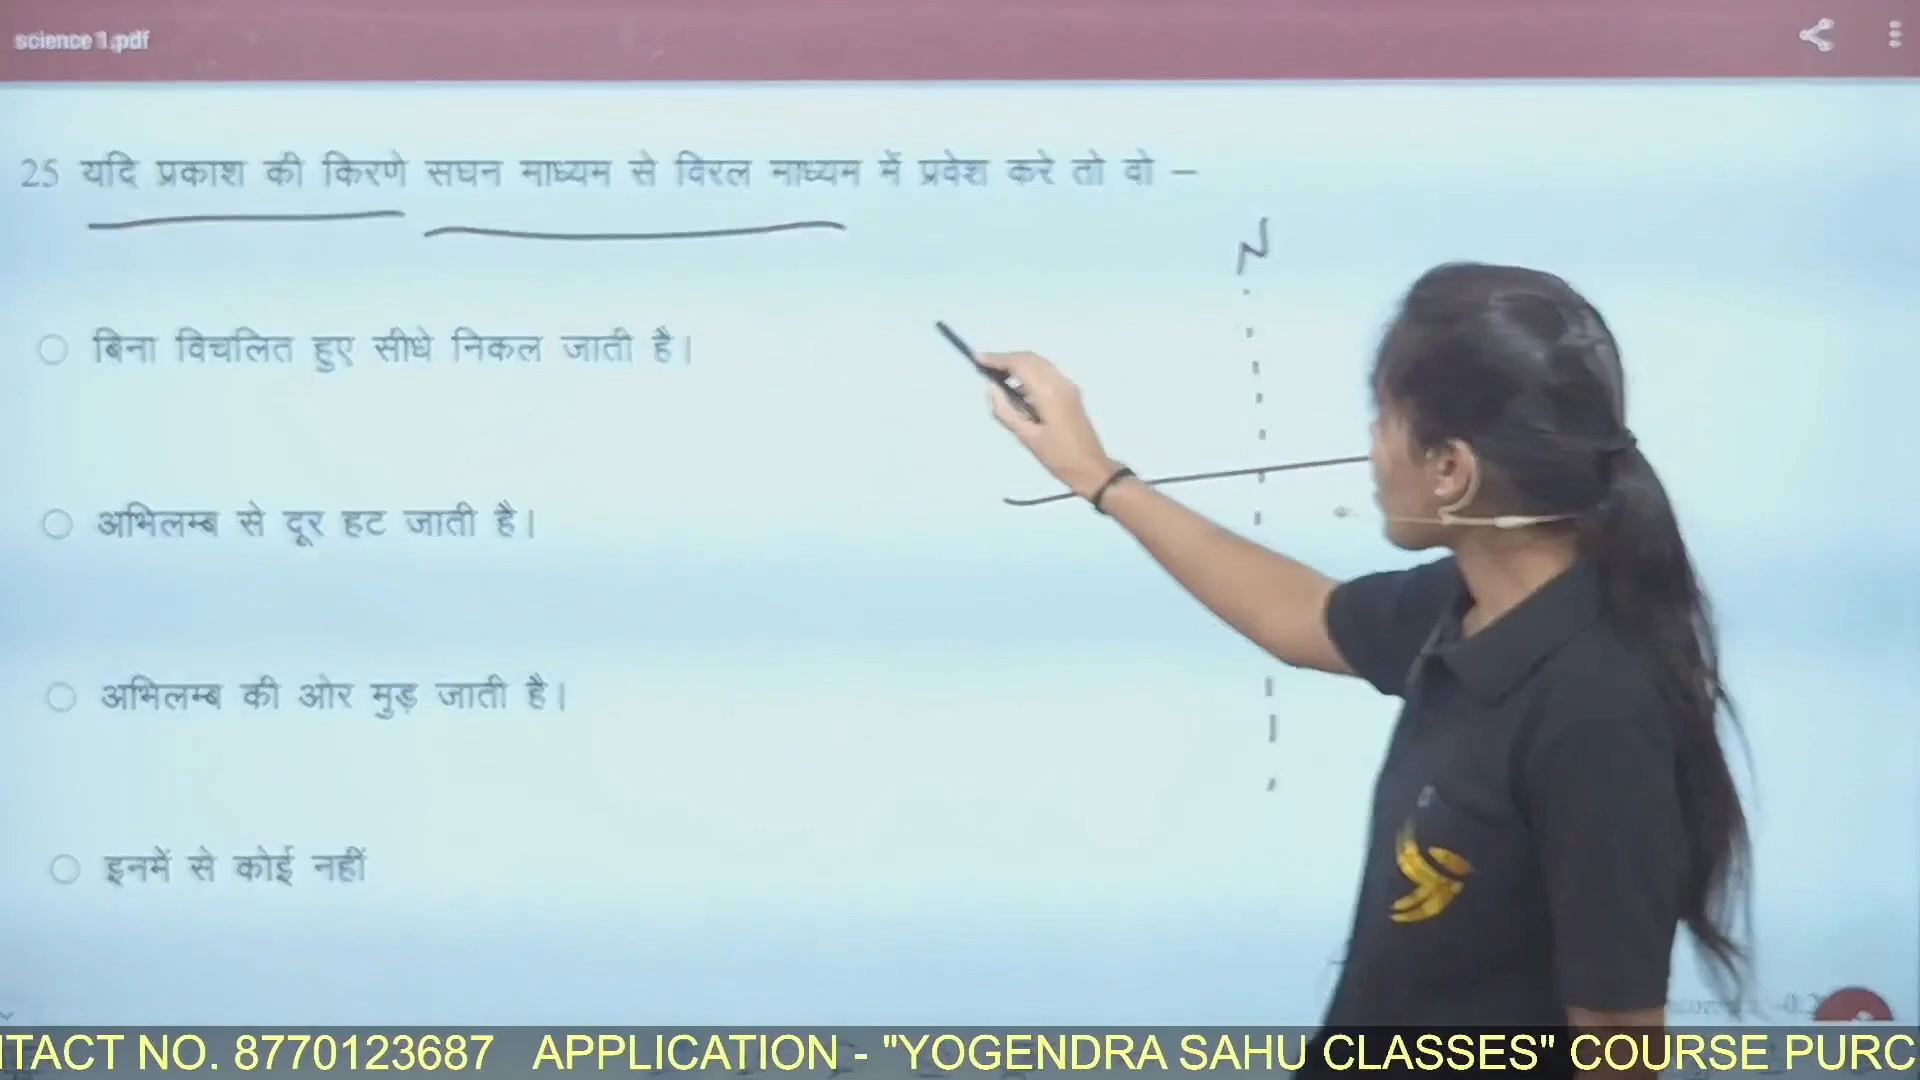 science 1.pdf
25 यदि प्रकाश की किरणे सघन माध्यम से विरल माध्यम में प्रवेश करे तो वो –
N
बिना विचलित हुए सीधे निकल जाती है।
अभिलम्ब से दूर हट जाती है।
अभिलम्ब की ओर मुड़ जाती है।
इनमें से कोई नहीं
NTACT NO. 8770123687 APPLICATION - "YOGENDRA SAHU CLASSES" COURSE PURC